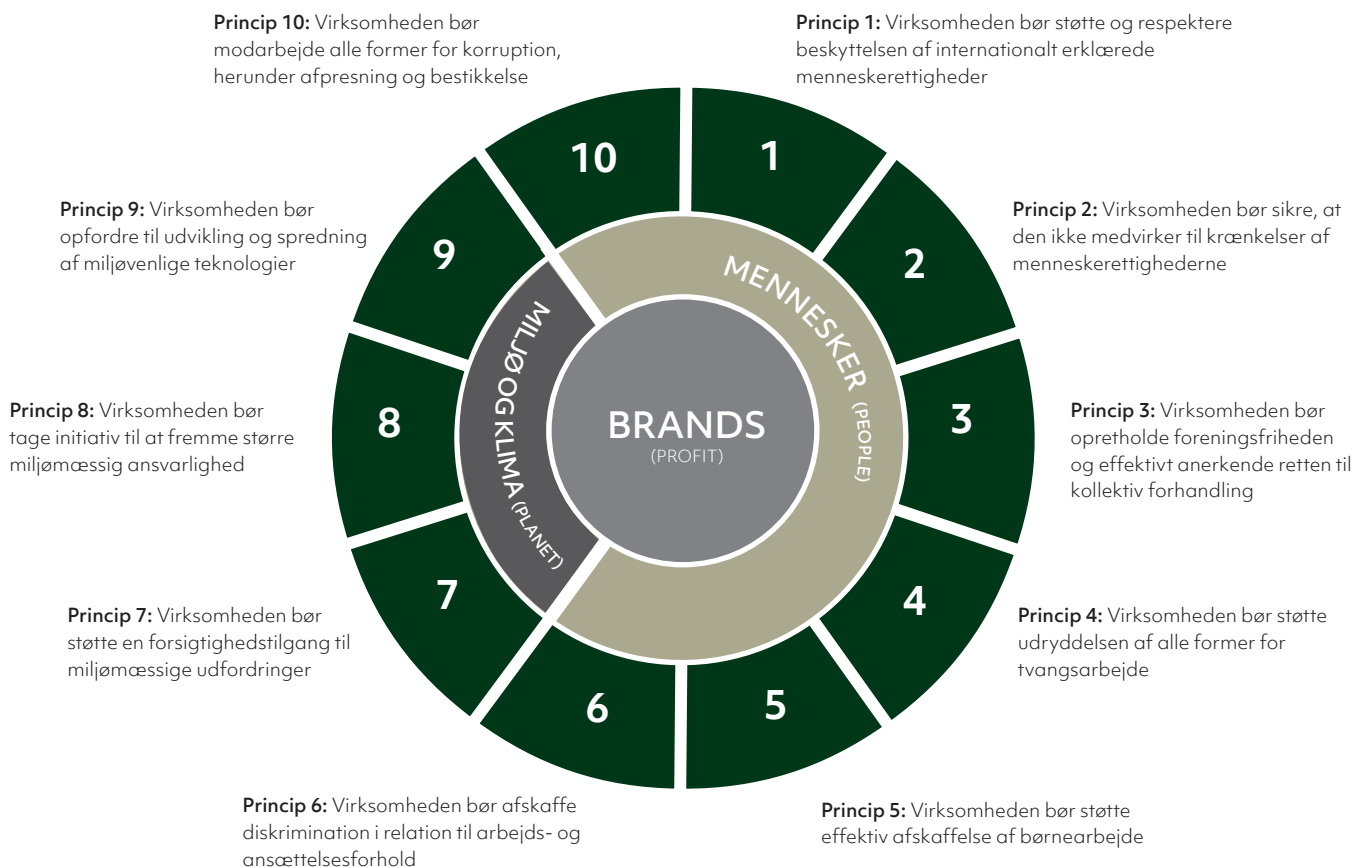 Princip 10: Virksomheden bør
modarbejde alle former for korruption,
herunder afpresning og bestikkelse
Princip 1: Virksomheden bør støtte og respektere
beskyttelsen af internationalt erklærede
menneskerettigheder
10
1
Princip 9: Virksomheden bør
opfordre til udvikling og spredning
af miljøvenlige teknologier
9
2
Princip 2: Virksomheden bør sikre, at
den ikke medvirker til krænkelser af
menneskerettighederne
MENNESKER (PEOPLE)
MILJØ OG KLIMA (PLANET)
BRANDS
(PROFIT)
Princip 8: Virksomheden bør
tage initiativ til at fremme større
miljømæssig ansvarlighed
8
3
Princip 3: Virksomheden bør
opretholde foreningsfriheden
og effektivt anerkende retten til
kollektiv forhandling
Princip 7: Virksomheden bør
støtte en forsigtighedstilgang til
miljømæssige udfordringer
7
4
Princip 4: Virksomheden bør støtte
udryddelsen af alle former for
tvangsarbejde
6
5
Princip 6: Virksomheden bør afskaffe
diskrimination i relation til arbejds- og
ansættelsesforhold
Princip 5: Virksomheden bør støtte
effektiv afskaffelse af børnearbejde